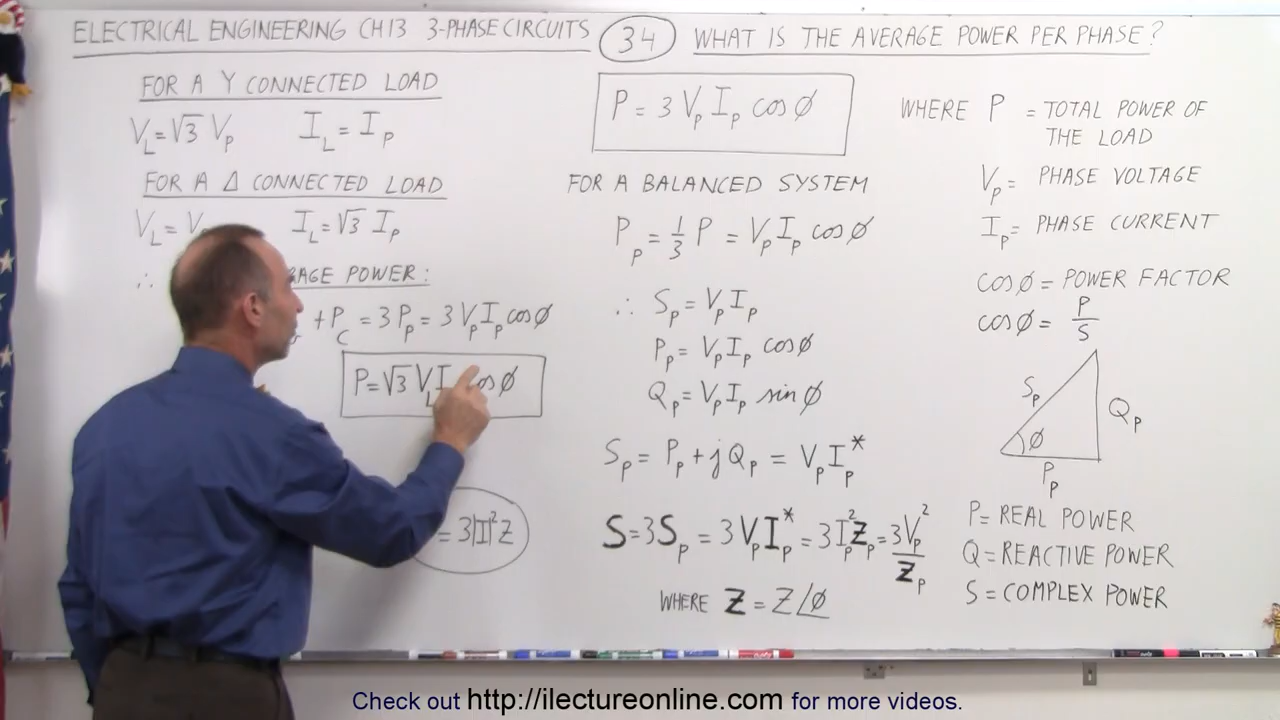 ELECTRICAL ENGINEERING CH 13 3-PHASE CIRCUITS 34 WHAT IS THE AVERAGE POWER PER PHASE?
FOR A Y CONNECTED LOAD
V_L = √3 V_p I_L = I_p
FOR A Δ CONNECTED LOAD
V_L = V I_L = √3 I_p
∴ POWER:
+ P_C = 3 P_p = 3 V_p I_p cos ∅
P = √3 V_L I cos ∅
= 3|I|² Z
P = 3 V_p I_p cos ∅
FOR A BALANCED SYSTEM
P_p = 1/3 P = V_p I_p cos ∅
∴ S_p = V_p I_p
P_p = V_p I_p cos ∅
Q_p = V_p I_p sin ∅
S_p = P_p + jQ_p = V_p I_p*
S = 3S_p = 3 V_p I_p* = 3 I_p² Z_p = 3V_p² / Z_p
WHERE Z = Z∠∅
WHERE P = TOTAL POWER OF
THE LOAD
V_p = PHASE VOLTAGE
I_p = PHASE CURRENT
cos ∅ = POWER FACTOR
cos ∅ = P/S
S_p
Q_p
∅
P_p
P = REAL POWER
Q = REACTIVE POWER
S = COMPLEX POWER
Check out http://ilectureonline.com for more videos.